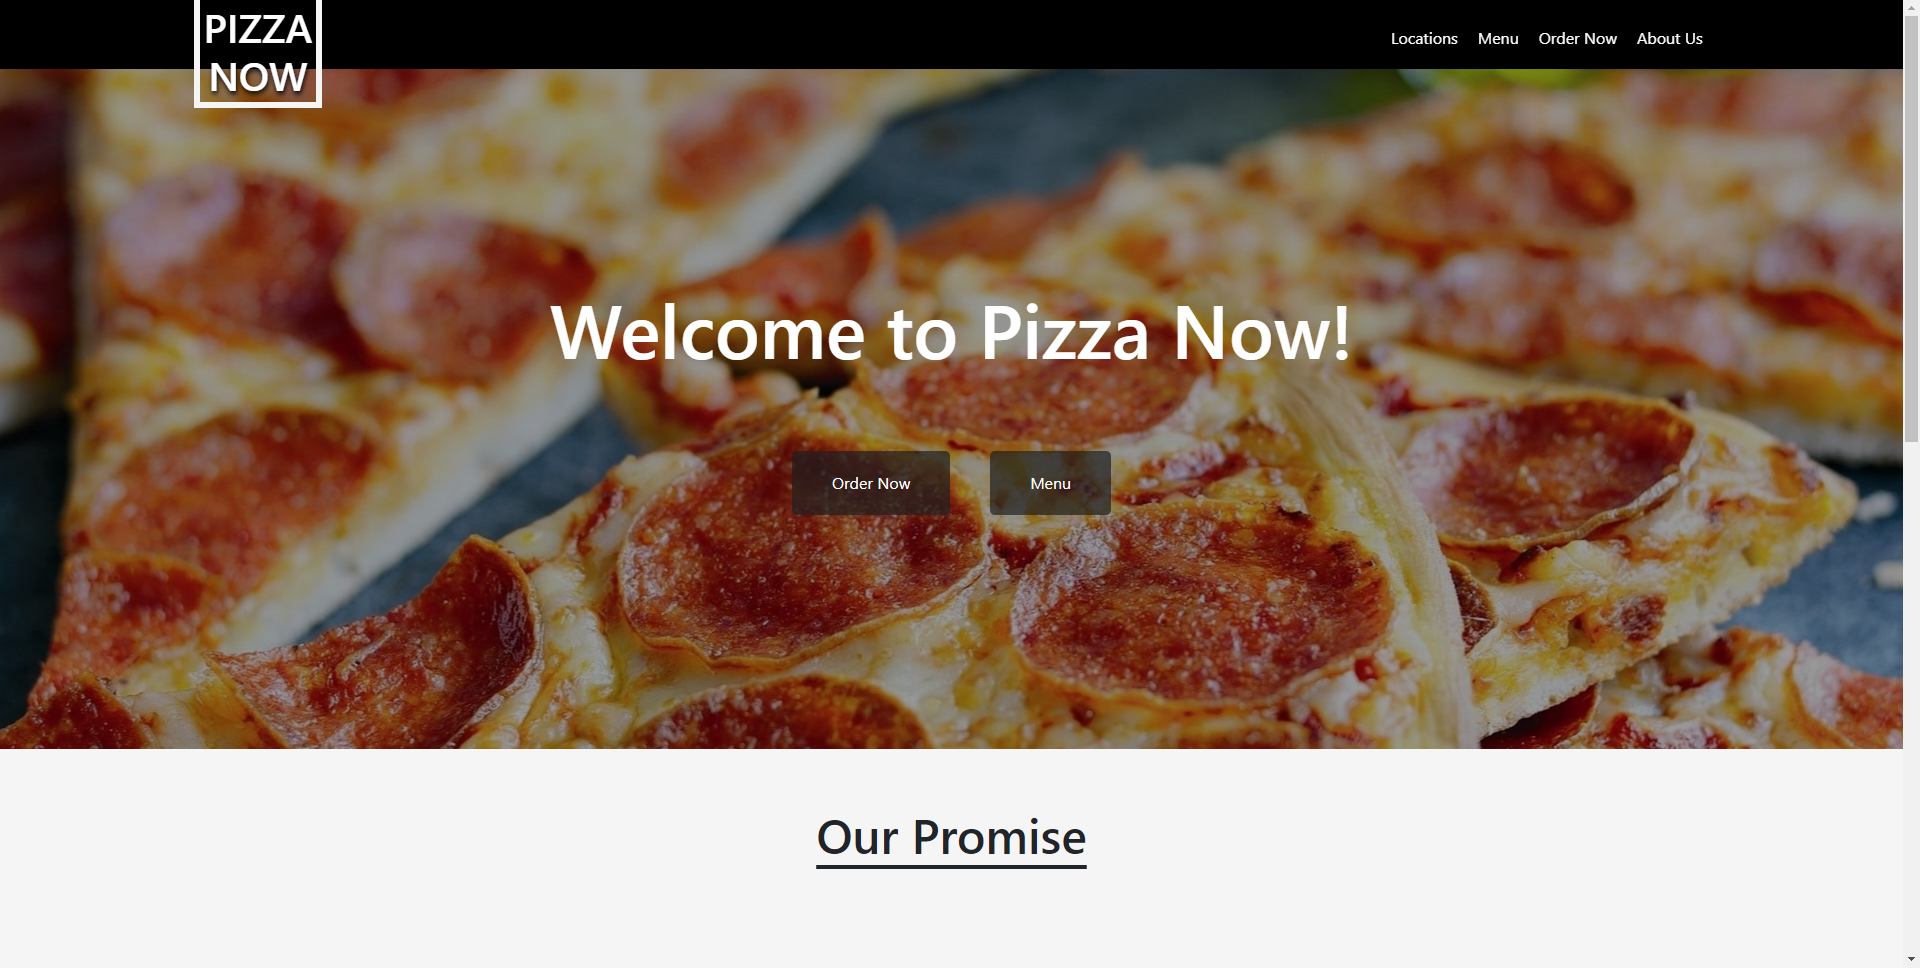 PIZZA
NOW
Locations Menu Order Now About Us
Welcome to Pizza Now!
Order Now Menu
Our Promise